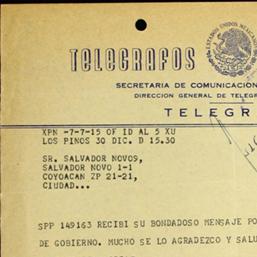 TELEGRAFOS
SECRETARIA DE COMUNICACION
DIRECCION GENERAL DE TELEGR
TELEGR
XPN -7-7-15 OF ID AL 5 XU
LOS PINOS 30 DIC. D 15.30
SR. SALVADOR NOVO9,
SALVADOR NOVO 1-1
COYOACAN ZP 21-21,
CIUDAD...
SPP 149163 RECIBI SU BONDADOSO MENSAJE PO
DE GOBIERNO. MUCHO SE LO AGRADEZCO Y SALU